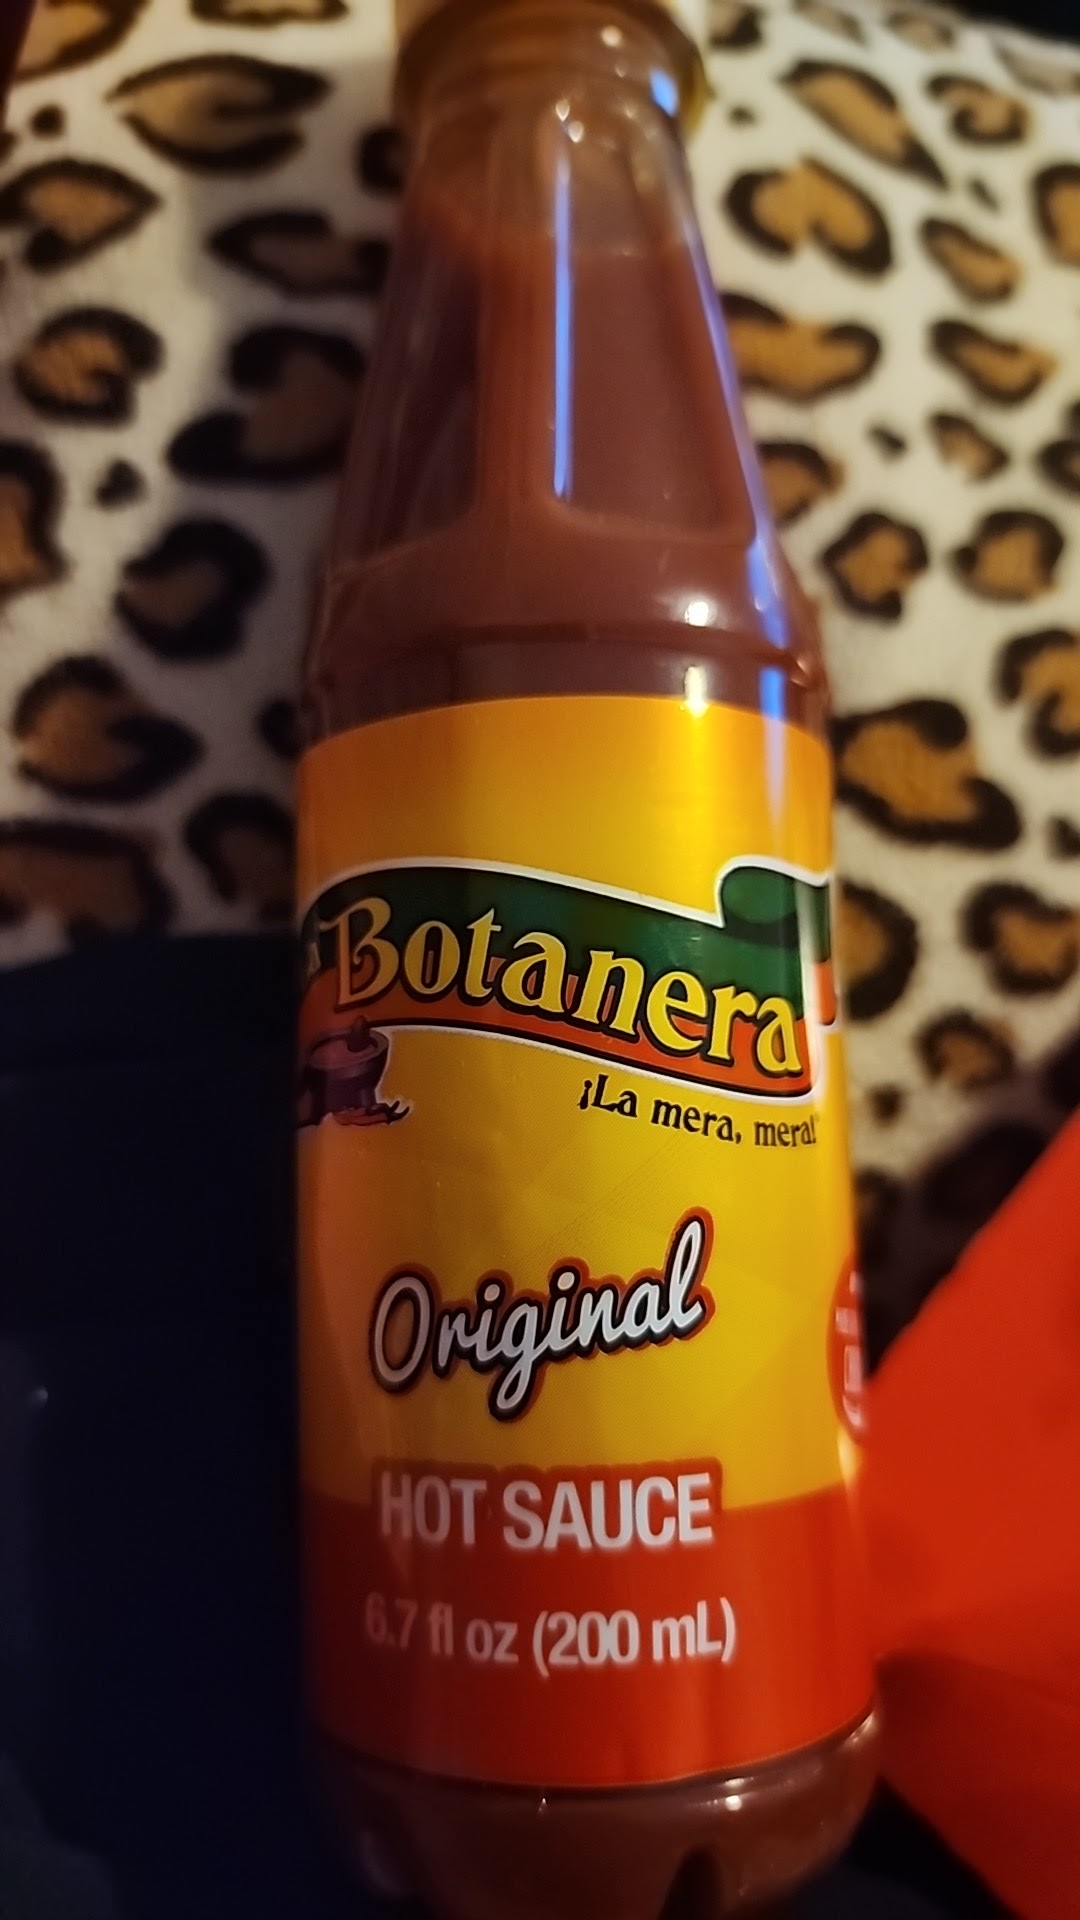 Botanera
¡La mera, mera!
Original
HOT SAUCE
6.7 fl oz (200 mL)